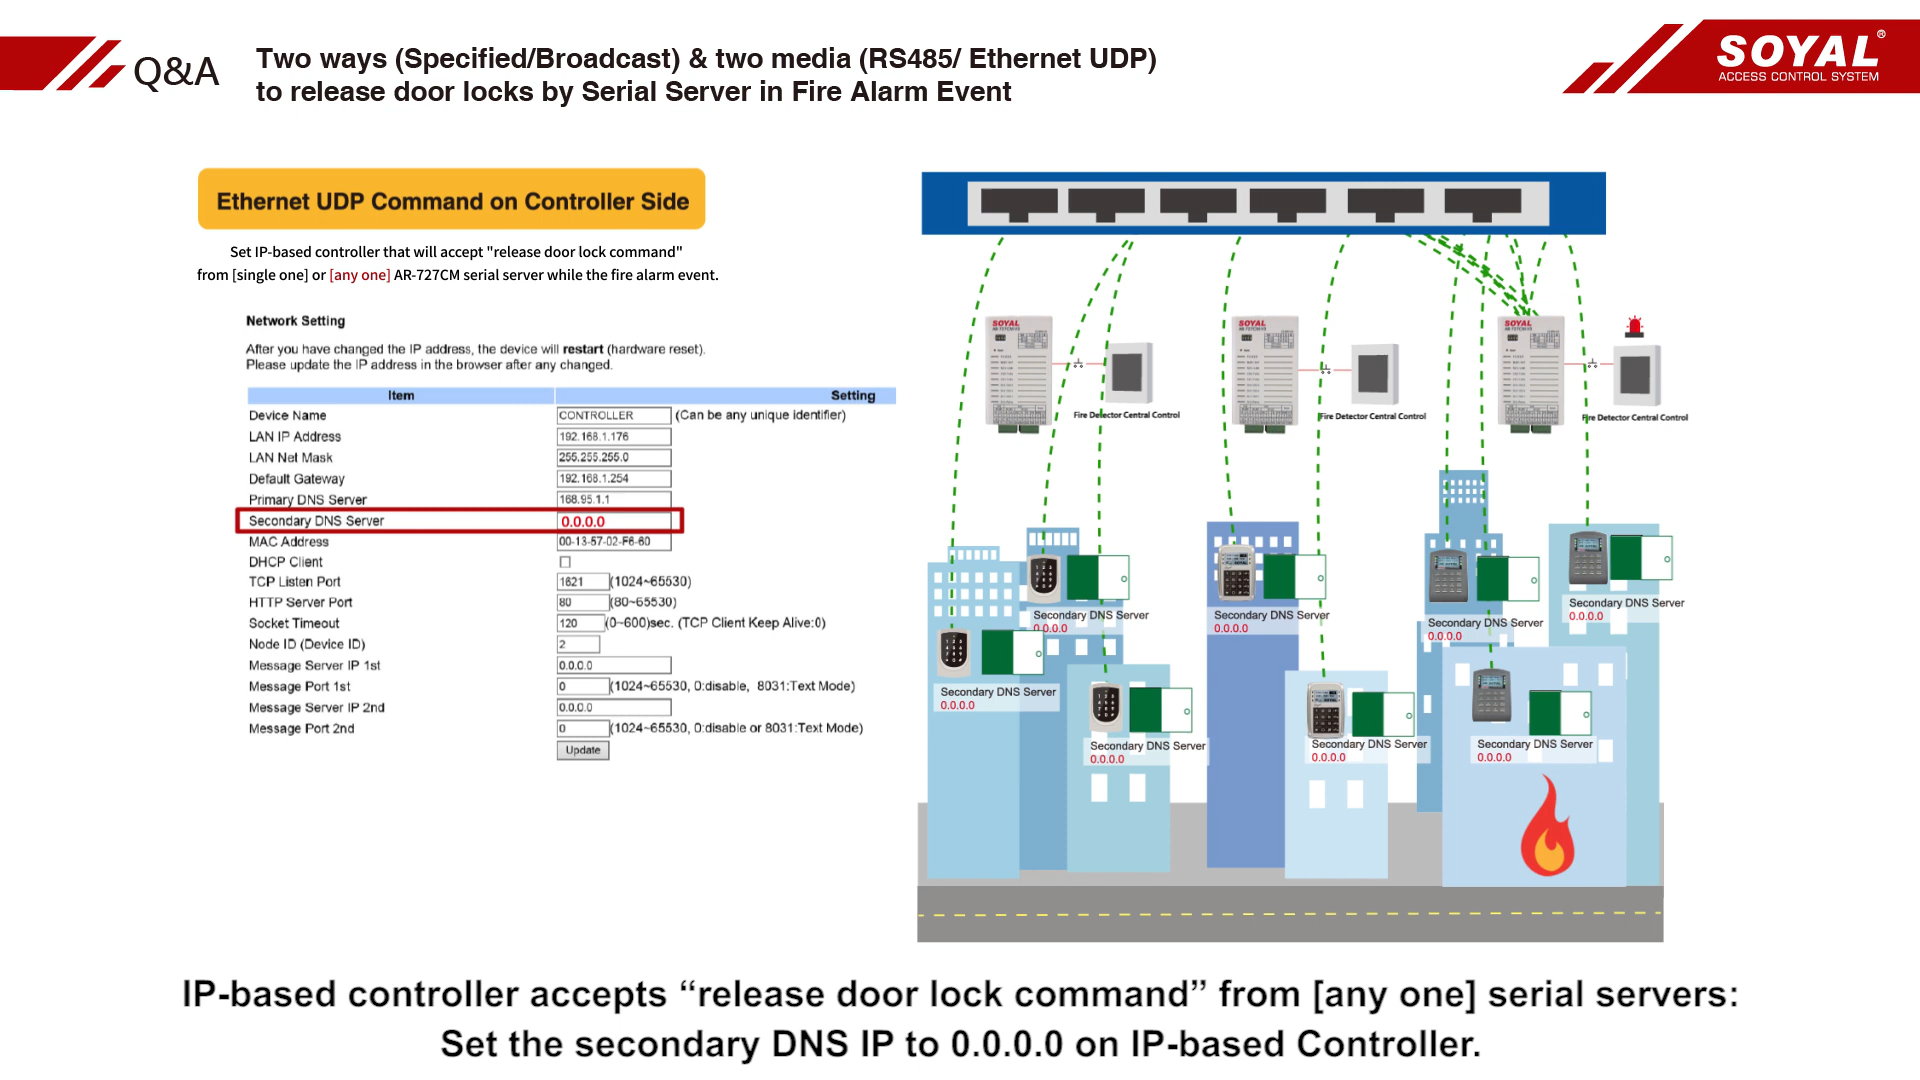 Q&A
Two ways (Specified/Broadcast) & two media (RS485/ Ethernet UDP)
to release door locks by Serial Server in Fire Alarm Event
SOYAL®
ACCESS CONTROL SYSTEM
Ethernet UDP Command on Controller Side
Set IP-based controller that will accept "release door lock command"
from [single one] or [any one] AR-727CM serial server while the fire alarm event.
Network Setting
After you have changed the IP address, the device will restart (hardware reset).
Please update the IP address in the browser after any changed.
Item Setting
Device Name CONTROLLER (Can be any unique identifier)
LAN IP Address 192.168.1.176
LAN Net Mask 255.255.255.0
Default Gateway 192.168.1.254
Primary DNS Server 168.95.1.1
Secondary DNS Server 0.0.0.0
MAC Address 00-13-57-02-F6-60
DHCP Client
TCP Listen Port 1621 (1024~65530)
HTTP Server Port 80 (80~65530)
Socket Timeout 120 (0~600)sec. (TCP Client Keep Alive:0)
Node ID (Device ID) 2
Message Server IP 1st 0.0.0.0
Message Port 1st 0 (1024~65530, 0:disable, 8031:Text Mode)
Message Server IP 2nd 0.0.0.0
Message Port 2nd 0 (1024~65530, 0:disable or 8031:Text Mode)
Update
SOYAL
SOYAL
SOYAL
Fire Detector Central Control
Fire Detector Central Control
Fire Detector Central Control
Secondary DNS Server
0.0.0.0
Secondary DNS Server
0.0.0.0
Secondary DNS Server
0.0.0.0
Secondary DNS Server
0.0.0.0
Secondary DNS Server
0.0.0.0
Secondary DNS Server
0.0.0.0
Secondary DNS Server
0.0.0.0
Secondary DNS Server
0.0.0.0
IP-based controller accepts “release door lock command” from [any one] serial servers:
Set the secondary DNS IP to 0.0.0.0 on IP-based Controller.